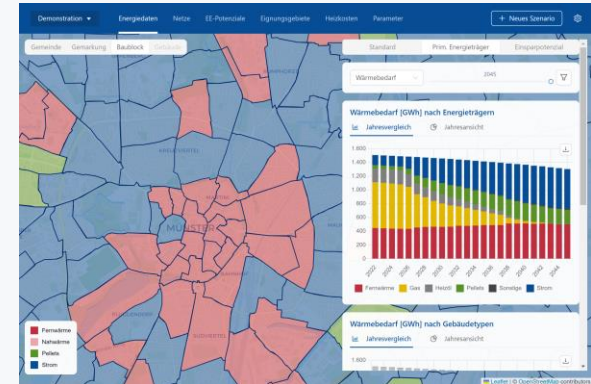 Demonstration
Energiedaten
Netze
EE-Potenziale
Eignungsgebiete
Heizkosten
Parameter
+ Neues Szenario
Gemeinde
Gemarkung
Baublock
Gebäude
Standard
Prim. Energieträger
Einsparpotenzial
Wärmebedarf
2045
Wärmebedarf [GWh] nach Energieträgern
Jahresvergleich
Jahresansicht
1.600
1.400
1.200
1.000
800
600
400
200
0
2022
2024
2026
2028
2030
2032
2034
2036
2038
2040
2042
2044
Fernwärme
Gas
Heizöl
Pellets
Sonstige
Strom
MÜNSTER
Fernwärme
Nahwärme
Pellets
Strom
Wärmebedarf [GWh] nach Gebäudetypen
Jahresvergleich
Jahresansicht
1.600
Leaflet | © OpenStreetMap contributors